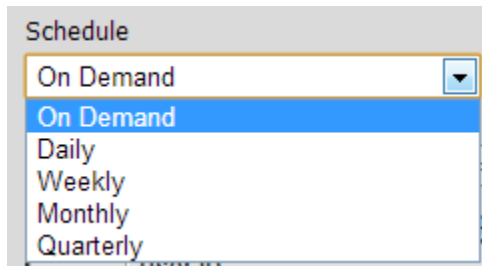 Schedule
On Demand
On Demand
Daily
Weekly
Monthly
Quarterly